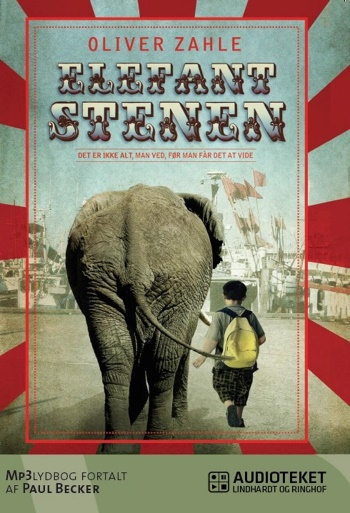 OLIVER ZAHLE
ELEFANT
STENEN
DET ER IKKE ALT, MAN VED, FØR MAN FÅR DET AT VIDE
MP3LYDBOG FORTALT
AF PAUL BECKER
AUDIOTEKET
LINDHARDT OG RINGHOF